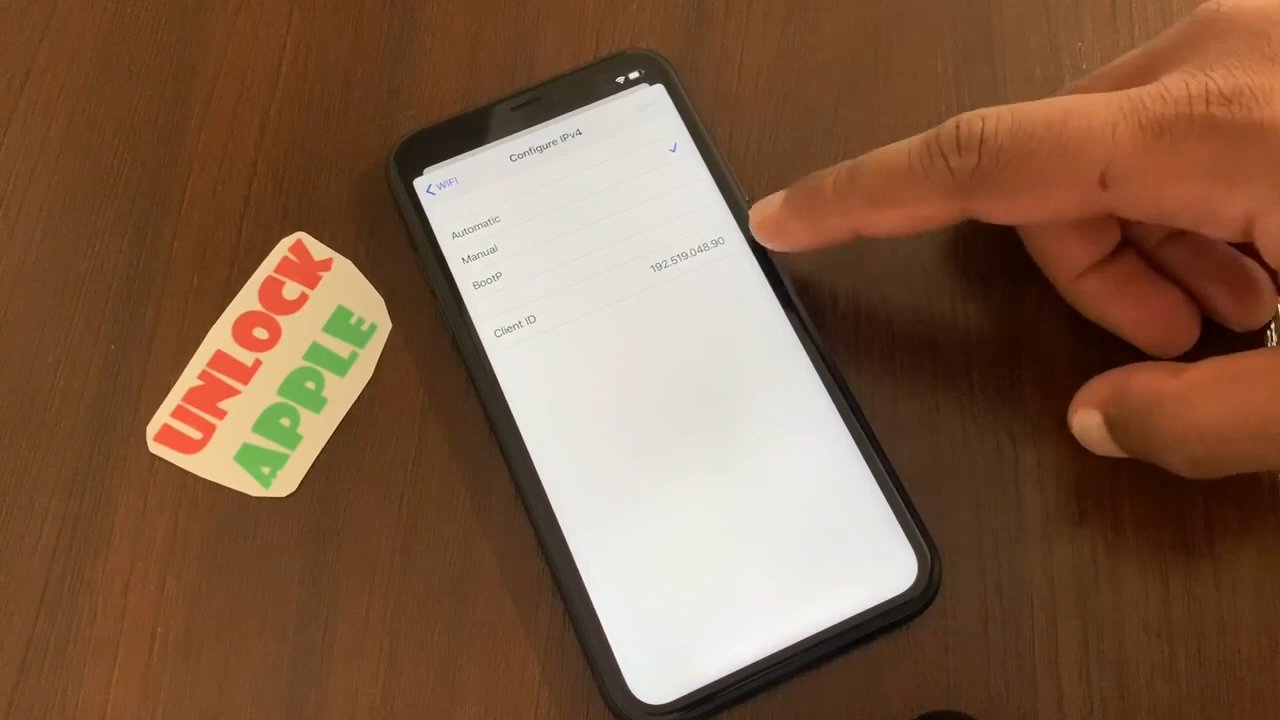 Configure IPv4
WIFI
Automatic
Manual
BootP
Client ID 192.519.048.90
UNLOCK
APPLE